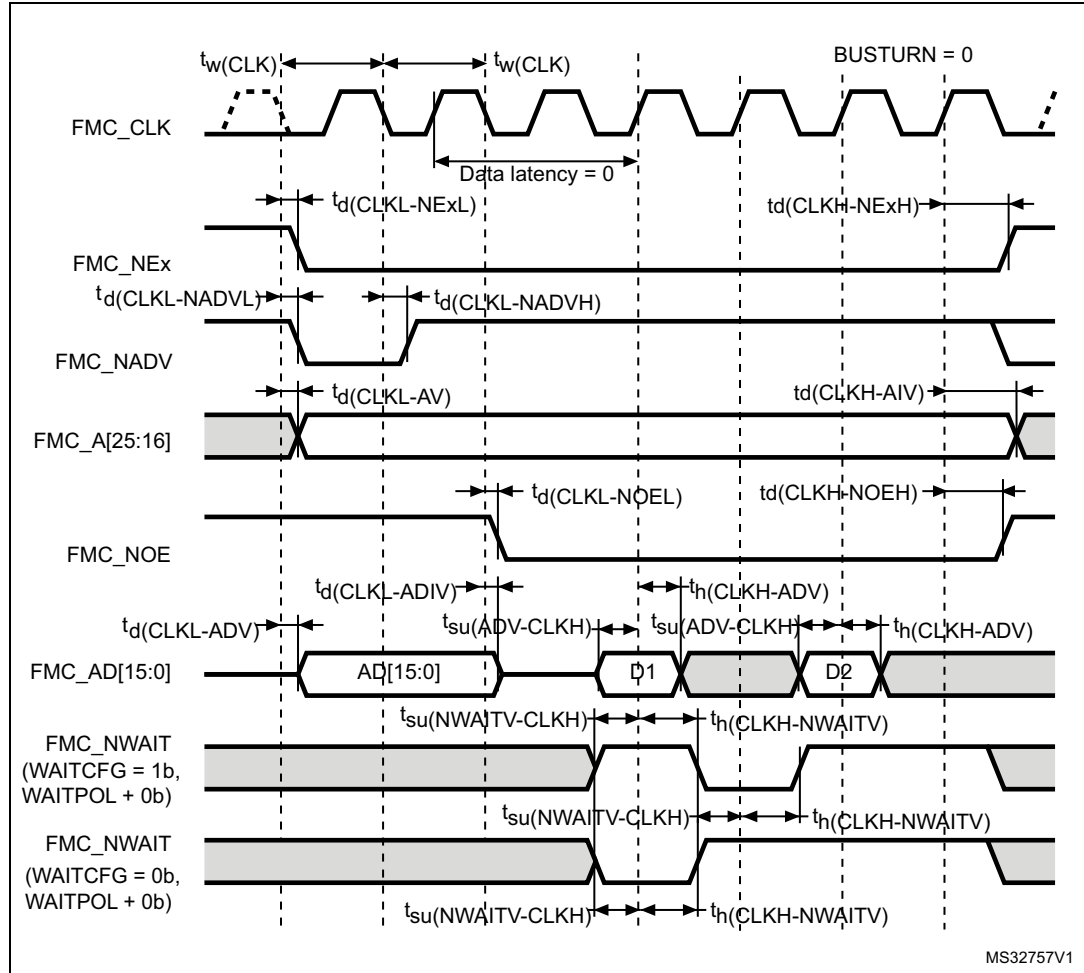 tw(CLK) tw(CLK) BUSTURN = 0
FMC_CLK
Data latency = 0
td(CLKL-NExL) td(CLKH-NExH)
FMC_NEx
td(CLKL-NADVL) td(CLKL-NADVH)
FMC_NADV
td(CLKL-AV) td(CLKH-AIV)
FMC_A[25:16]
td(CLKL-NOEL) td(CLKH-NOEH)
FMC_NOE
td(CLKL-ADIV) th(CLKH-ADV)
td(CLKL-ADV) tsu(ADV-CLKH) tsu(ADV-CLKH) th(CLKH-ADV)
FMC_AD[15:0] AD[15:0] D1 D2
tsu(NWAITV-CLKH) th(CLKH-NWAITV)
FMC_NWAIT
(WAITCFG = 1b,
WAITPOL + 0b)
tsu(NWAITV-CLKH) th(CLKH-NWAITV)
FMC_NWAIT
(WAITCFG = 0b,
WAITPOL + 0b)
tsu(NWAITV-CLKH) th(CLKH-NWAITV)
MS32757V1